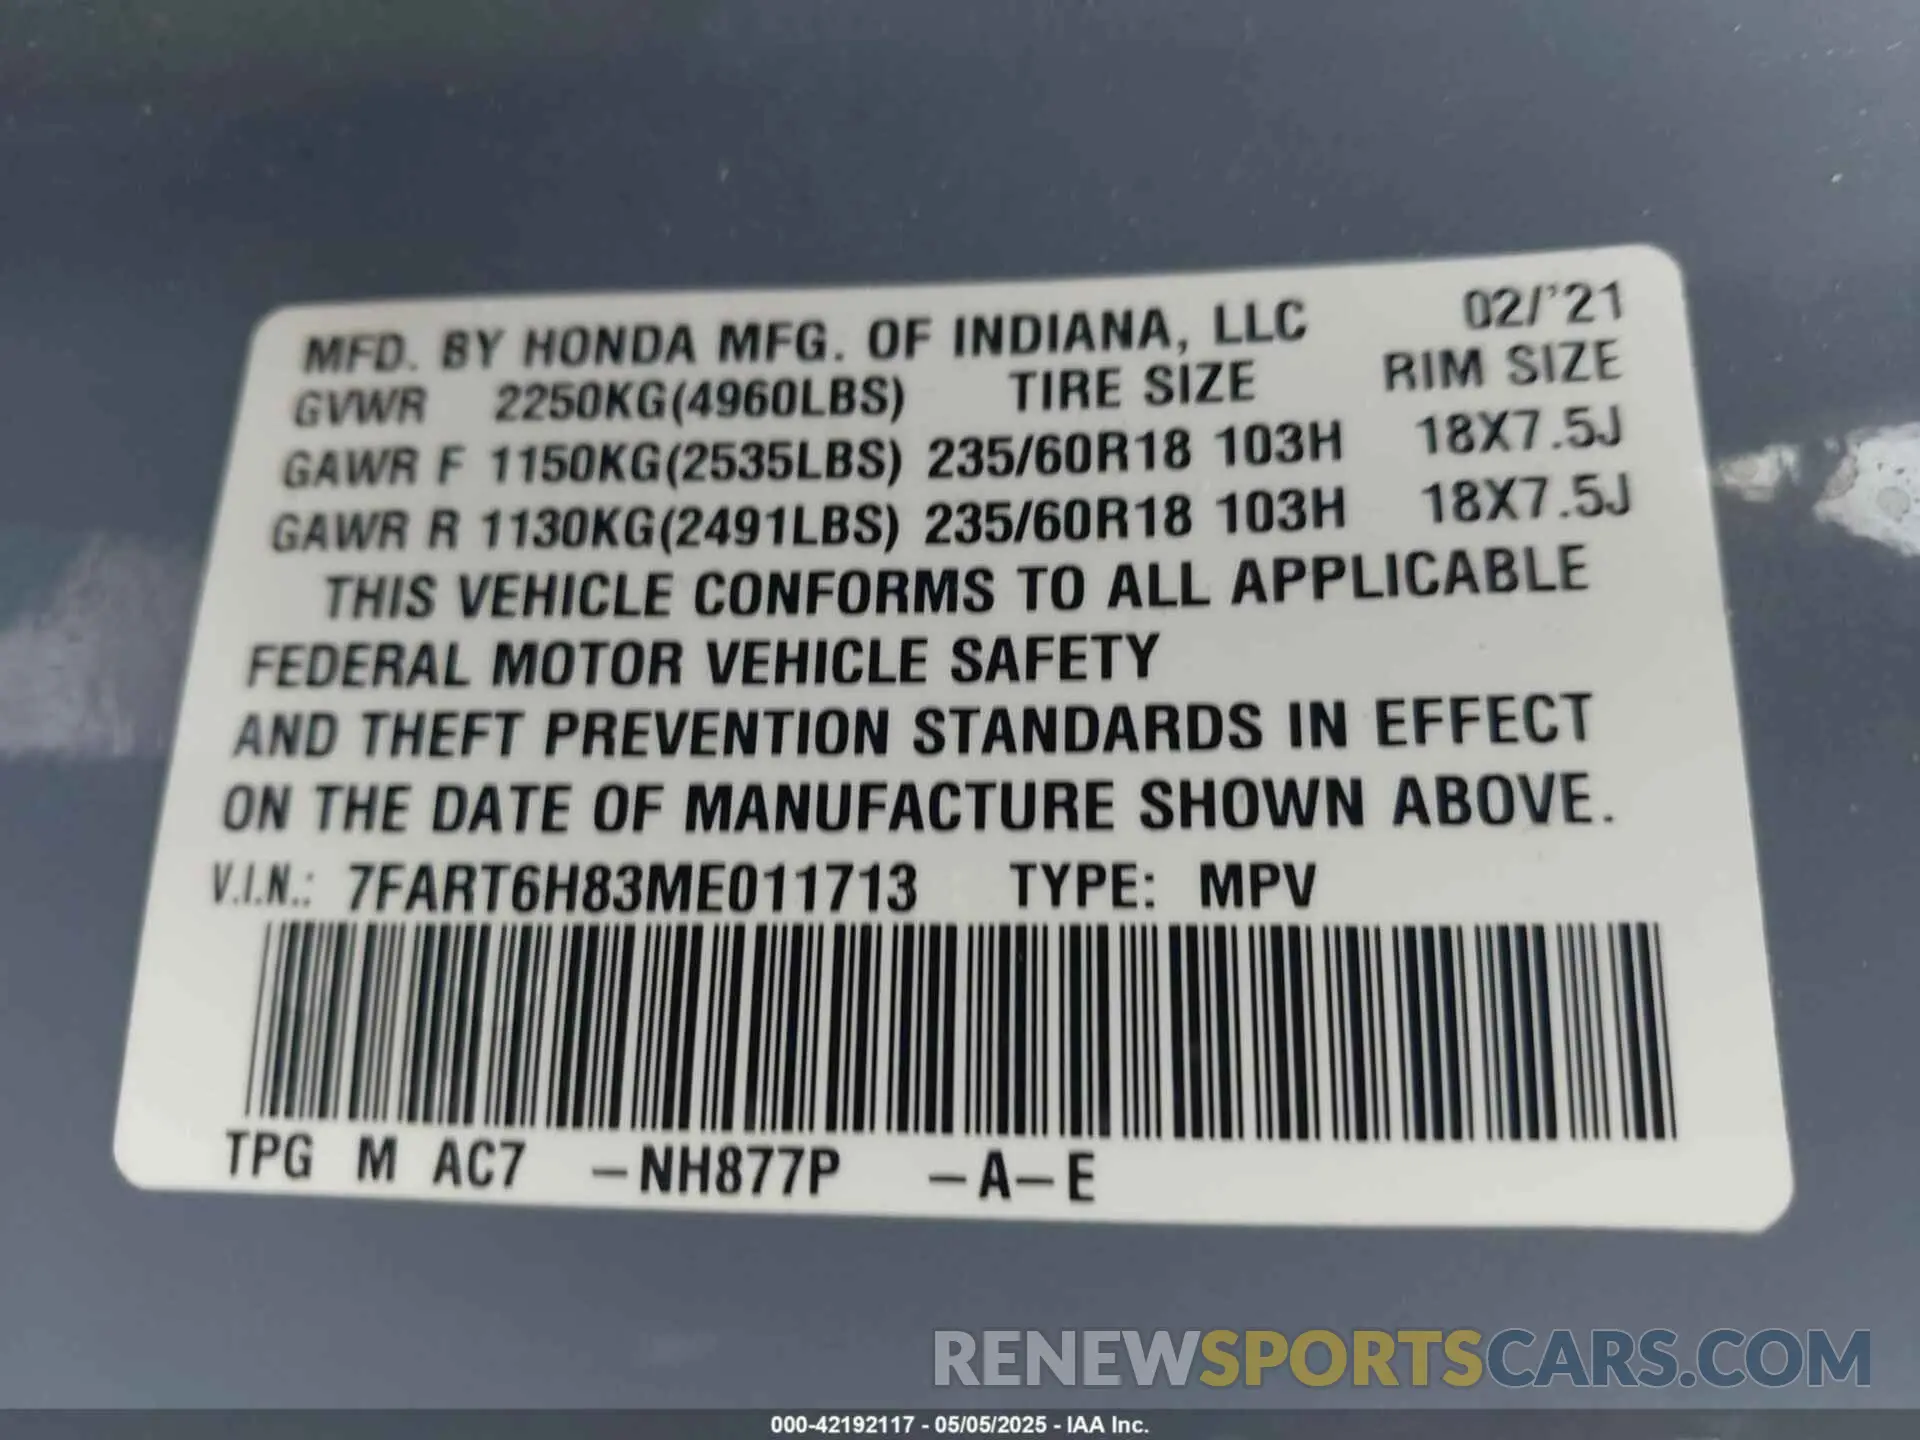 MFD. BY HONDA MFG. OF INDIANA, LLC 02/'21
GVWR 2250KG(4960LBS) TIRE SIZE RIM SIZE
GAWR F 1150KG(2535LBS) 235/60R18 103H 18X7.5J
GAWR R 1130KG(2491LBS) 235/60R18 103H 18X7.5J
THIS VEHICLE CONFORMS TO ALL APPLICABLE
FEDERAL MOTOR VEHICLE SAFETY
AND THEFT PREVENTION STANDARDS IN EFFECT
ON THE DATE OF MANUFACTURE SHOWN ABOVE.
V.I.N.: 7FART6H83ME011713 TYPE: MPV
TPG M AC7 –NH877P –A–E
RENEWSPORTSCARS.COM
000-42192117 - 05/05/2025 - IAA Inc.